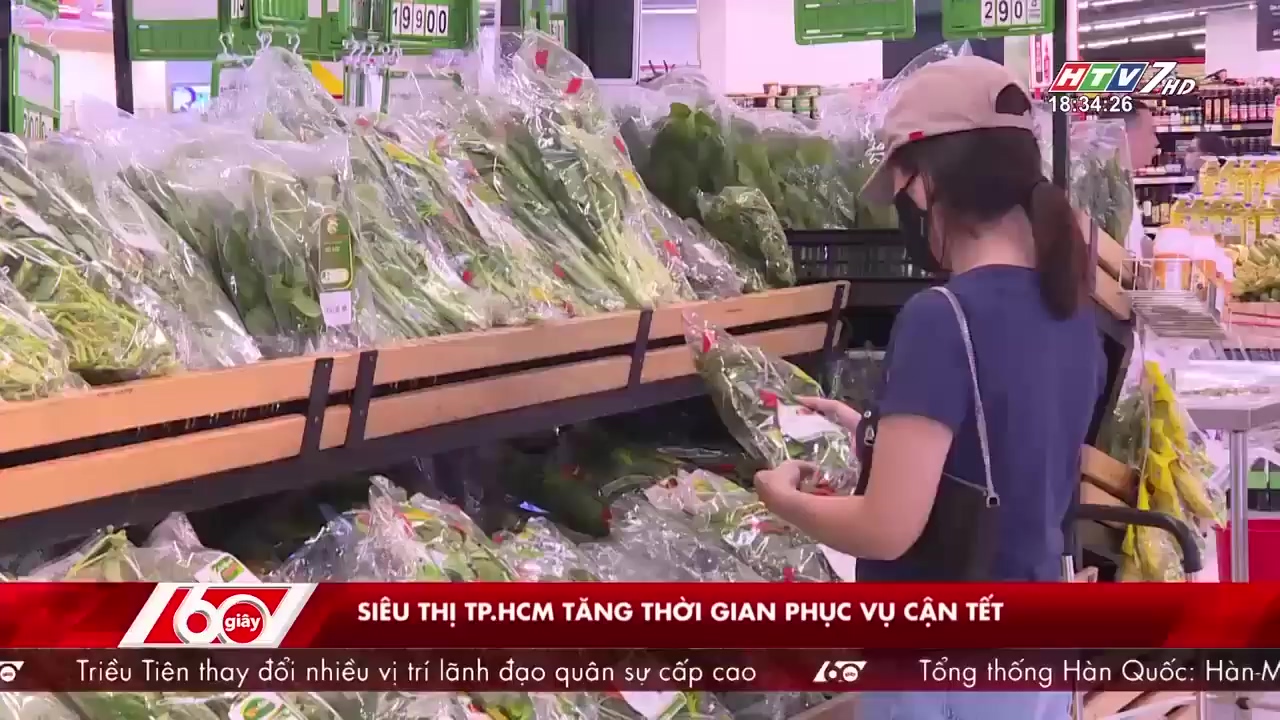 19900
290
HTV7HD
18:34:26
60 giây
SIÊU THỊ TP.HCM TĂNG THỜI GIAN PHỤC VỤ CẬN TẾT
Triều Tiên thay đổi nhiều vị trí lãnh đạo quân sự cấp cao
Tổng thống Hàn Quốc: Hàn-M